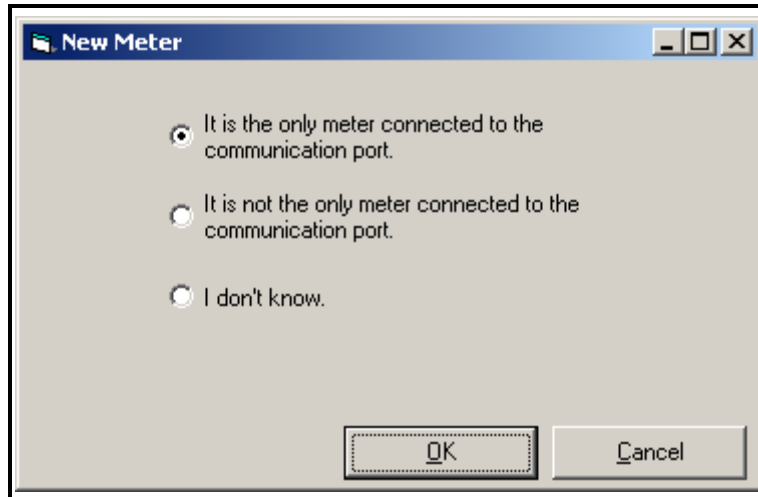 New Meter
It is the only meter connected to the
communication port.
It is not the only meter connected to the
communication port.
I don't know.
OK
Cancel